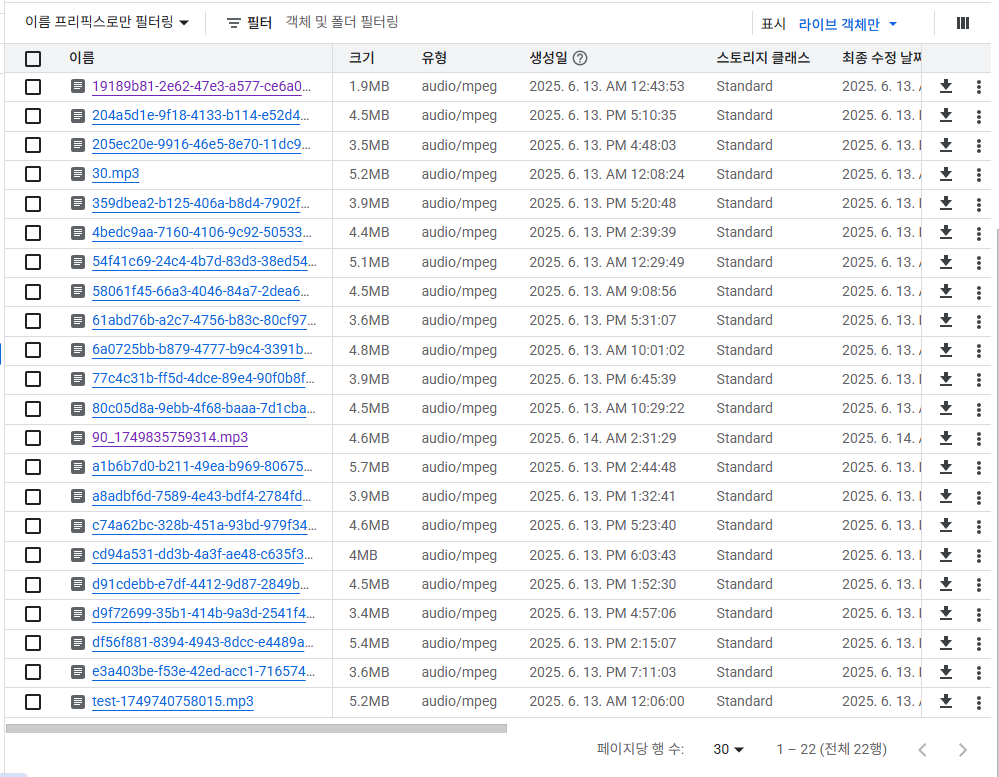 이름 프리픽스로만 필터링 필터 객체 및 폴더 필터링 표시 라이브 객체만
이름 크기 유형 생성일 스토리지 클래스 최종 수정 날짜
19189b81-2e62-47e3-a577-ce6a0... 1.9MB audio/mpeg 2025. 6. 13. AM 12:43:53 Standard 2025. 6. 13. A
204a5d1e-9f18-4133-b114-e52d4... 4.5MB audio/mpeg 2025. 6. 13. PM 5:10:35 Standard 2025. 6. 13.
205ec20e-9916-46e5-8e70-11dc9... 3.5MB audio/mpeg 2025. 6. 13. PM 4:48:03 Standard 2025. 6. 13.
30.mp3 5.2MB audio/mpeg 2025. 6. 13. AM 12:08:24 Standard 2025. 6. 13.
359dbea2-b125-406a-b8d4-7902f... 3.9MB audio/mpeg 2025. 6. 13. PM 5:20:48 Standard 2025. 6. 13.
4bedc9aa-7160-4106-9c92-50533... 4.4MB audio/mpeg 2025. 6. 13. PM 2:39:39 Standard 2025. 6. 13.
54f41c69-24c4-4b7d-83d3-38ed54... 5.1MB audio/mpeg 2025. 6. 13. AM 12:29:49 Standard 2025. 6. 13.
58061f45-66a3-4046-84a7-2dea6... 4.5MB audio/mpeg 2025. 6. 13. AM 9:08:56 Standard 2025. 6. 13.
61abd76b-a2c7-4756-b83c-80cf97... 3.6MB audio/mpeg 2025. 6. 13. PM 5:31:07 Standard 2025. 6. 13.
6a0725bb-b879-4777-b9c4-3391b... 4.8MB audio/mpeg 2025. 6. 13. AM 10:01:02 Standard 2025. 6. 13.
77c4c31b-ff5d-4dce-89e4-90f0b8f... 3.9MB audio/mpeg 2025. 6. 13. PM 6:45:39 Standard 2025. 6. 13.
80c05d8a-9ebb-4f68-baaa-7d1cba... 4.5MB audio/mpeg 2025. 6. 13. AM 10:29:22 Standard 2025. 6. 13.
90_1749835759314.mp3 4.6MB audio/mpeg 2025. 6. 14. AM 2:31:29 Standard 2025. 6. 14.
a1b6b7d0-b211-49ea-b969-80675... 5.7MB audio/mpeg 2025. 6. 13. PM 2:44:48 Standard 2025. 6. 13.
a8adbf6d-7589-4e43-bdf4-2784fd... 3.9MB audio/mpeg 2025. 6. 13. PM 1:32:41 Standard 2025. 6. 13.
c74a62bc-328b-451a-93bd-979f34... 4.6MB audio/mpeg 2025. 6. 13. PM 5:23:40 Standard 2025. 6. 13.
cd94a531-dd3b-4a3f-ae48-c635f3... 4MB audio/mpeg 2025. 6. 13. PM 6:03:43 Standard 2025. 6. 13.
d91cdebb-e7df-4412-9d87-2849b... 4.5MB audio/mpeg 2025. 6. 13. PM 1:52:30 Standard 2025. 6. 13.
d9f72699-35b1-414b-9a3d-2541f4... 3.4MB audio/mpeg 2025. 6. 13. PM 4:57:06 Standard 2025. 6. 13.
df56f881-8394-4943-8dcc-e4489a... 5.4MB audio/mpeg 2025. 6. 13. PM 2:15:07 Standard 2025. 6. 13.
e3a403be-f53e-42ed-acc1-716574... 3.6MB audio/mpeg 2025. 6. 13. PM 7:11:03 Standard 2025. 6. 13.
test-1749740758015.mp3 5.2MB audio/mpeg 2025. 6. 13. AM 12:06:00 Standard 2025. 6. 13.
페이지당 행 수: 30 1 – 22 (전체 22행)